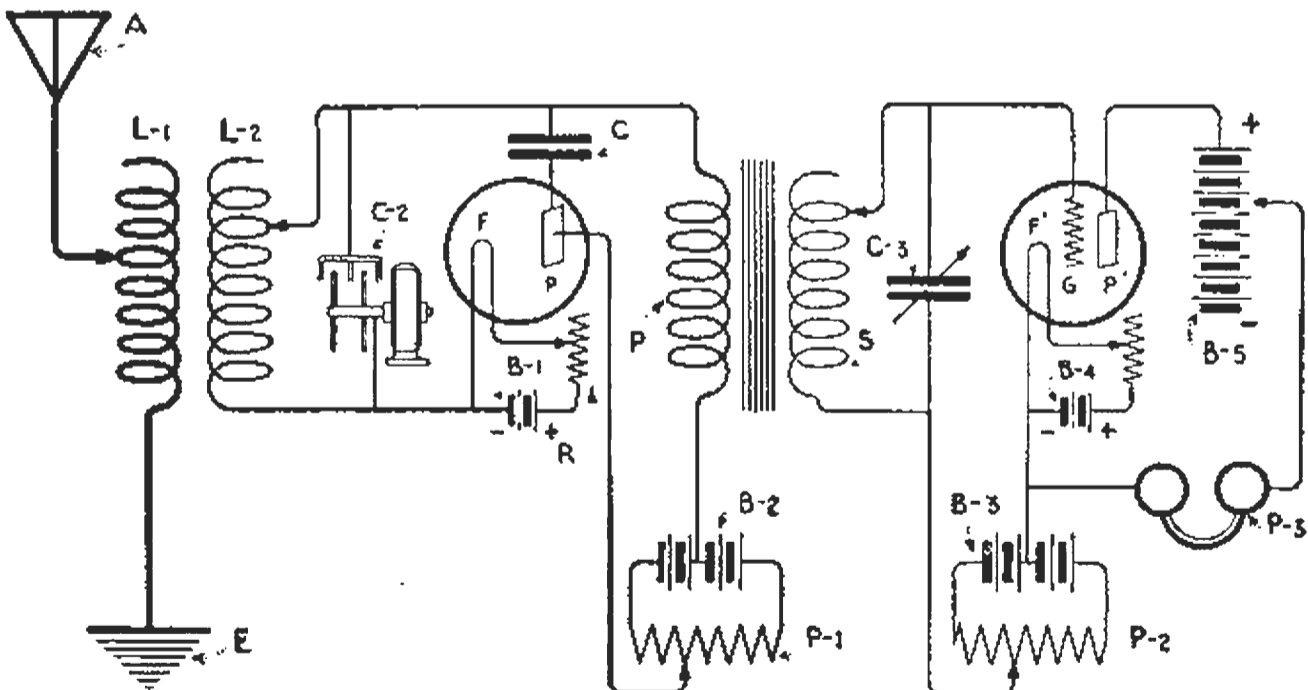 A
L-1
L-2
C
C-2
F
P
B-1
- +
R
P
S
C-3
F'
G
P'
B-4
- +
+
-
B-5
B-2
P-1
B-3
P-2
P-3
E